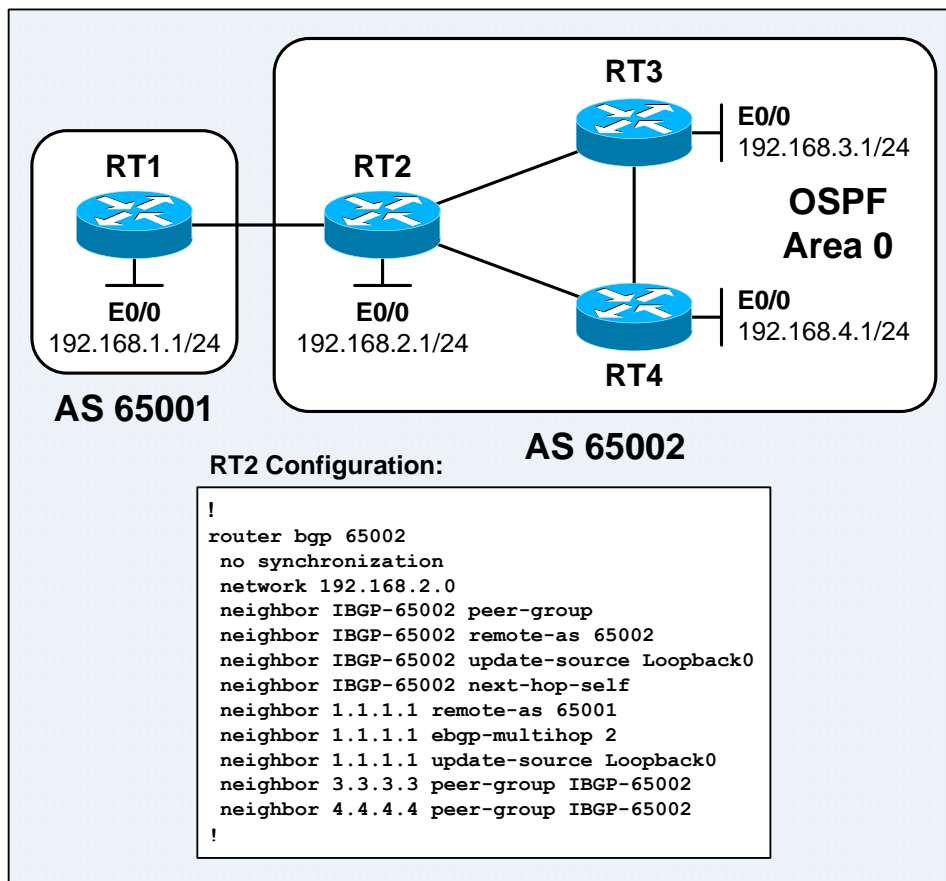 RT3
E0/0
192.168.3.1/24
RT1
RT2
OSPF
Area 0
E0/0
192.168.1.1/24
E0/0
192.168.2.1/24
E0/0
192.168.4.1/24
RT4
AS 65001
AS 65002
RT2 Configuration:
!
router bgp 65002
 no synchronization
 network 192.168.2.0
 neighbor IBGP-65002 peer-group
 neighbor IBGP-65002 remote-as 65002
 neighbor IBGP-65002 update-source Loopback0
 neighbor IBGP-65002 next-hop-self
 neighbor 1.1.1.1 remote-as 65001
 neighbor 1.1.1.1 ebgp-multihop 2
 neighbor 1.1.1.1 update-source Loopback0
 neighbor 3.3.3.3 peer-group IBGP-65002
 neighbor 4.4.4.4 peer-group IBGP-65002
!